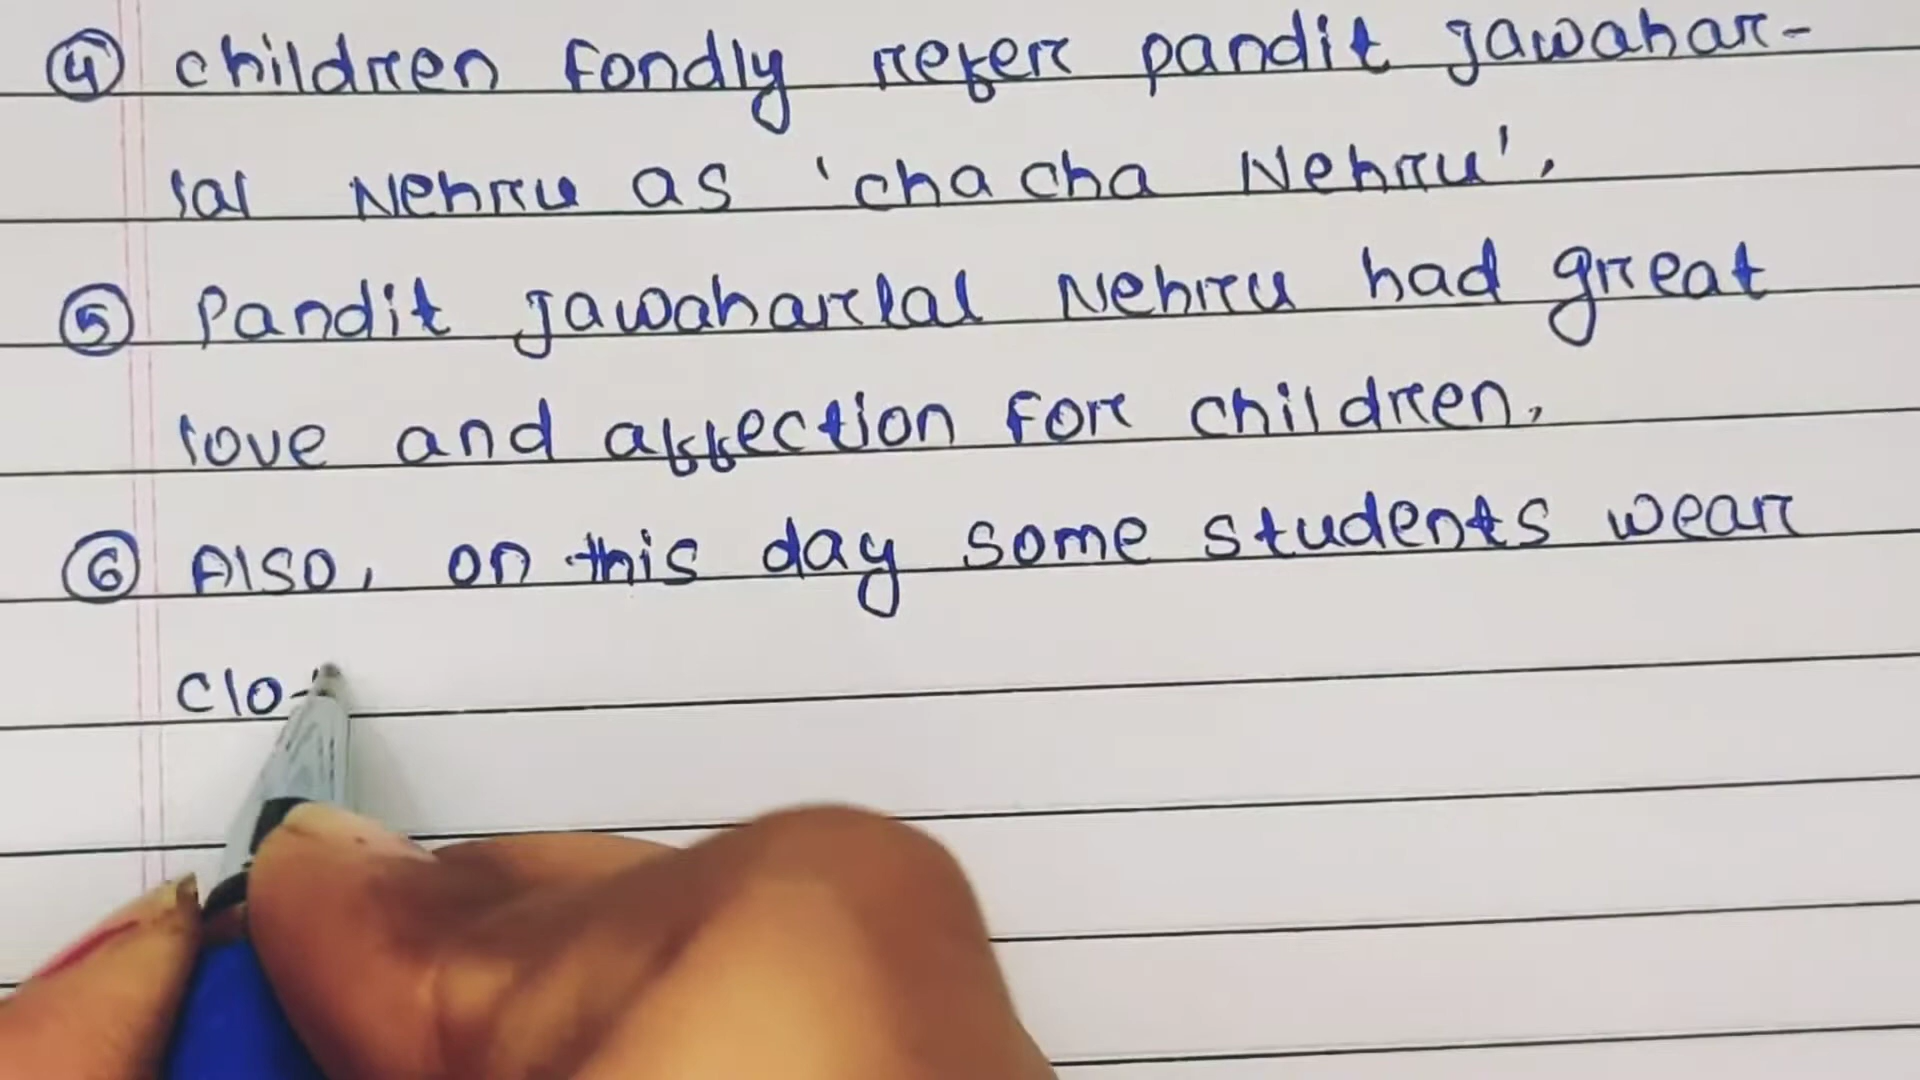 ④ children fondly refer pandit Jawahar-
lal Nehru as 'chacha Nehru'.
⑤ Pandit Jawaharlal Nehru had great
love and affection for children.
⑥ Also, on this day some students wear
clo